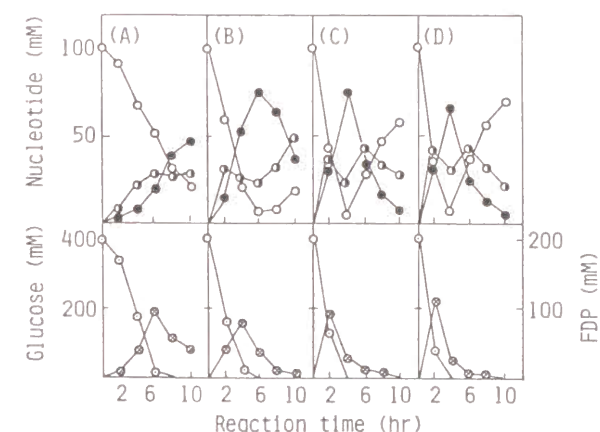 (A) (B) (C) (D)
Nucleotide (mM)
100
50
Glucose (mM)
400
200
FDP (mM)
200
100
2 6 10 2 6 10 2 6 10 2 6 10
Reaction time (hr)